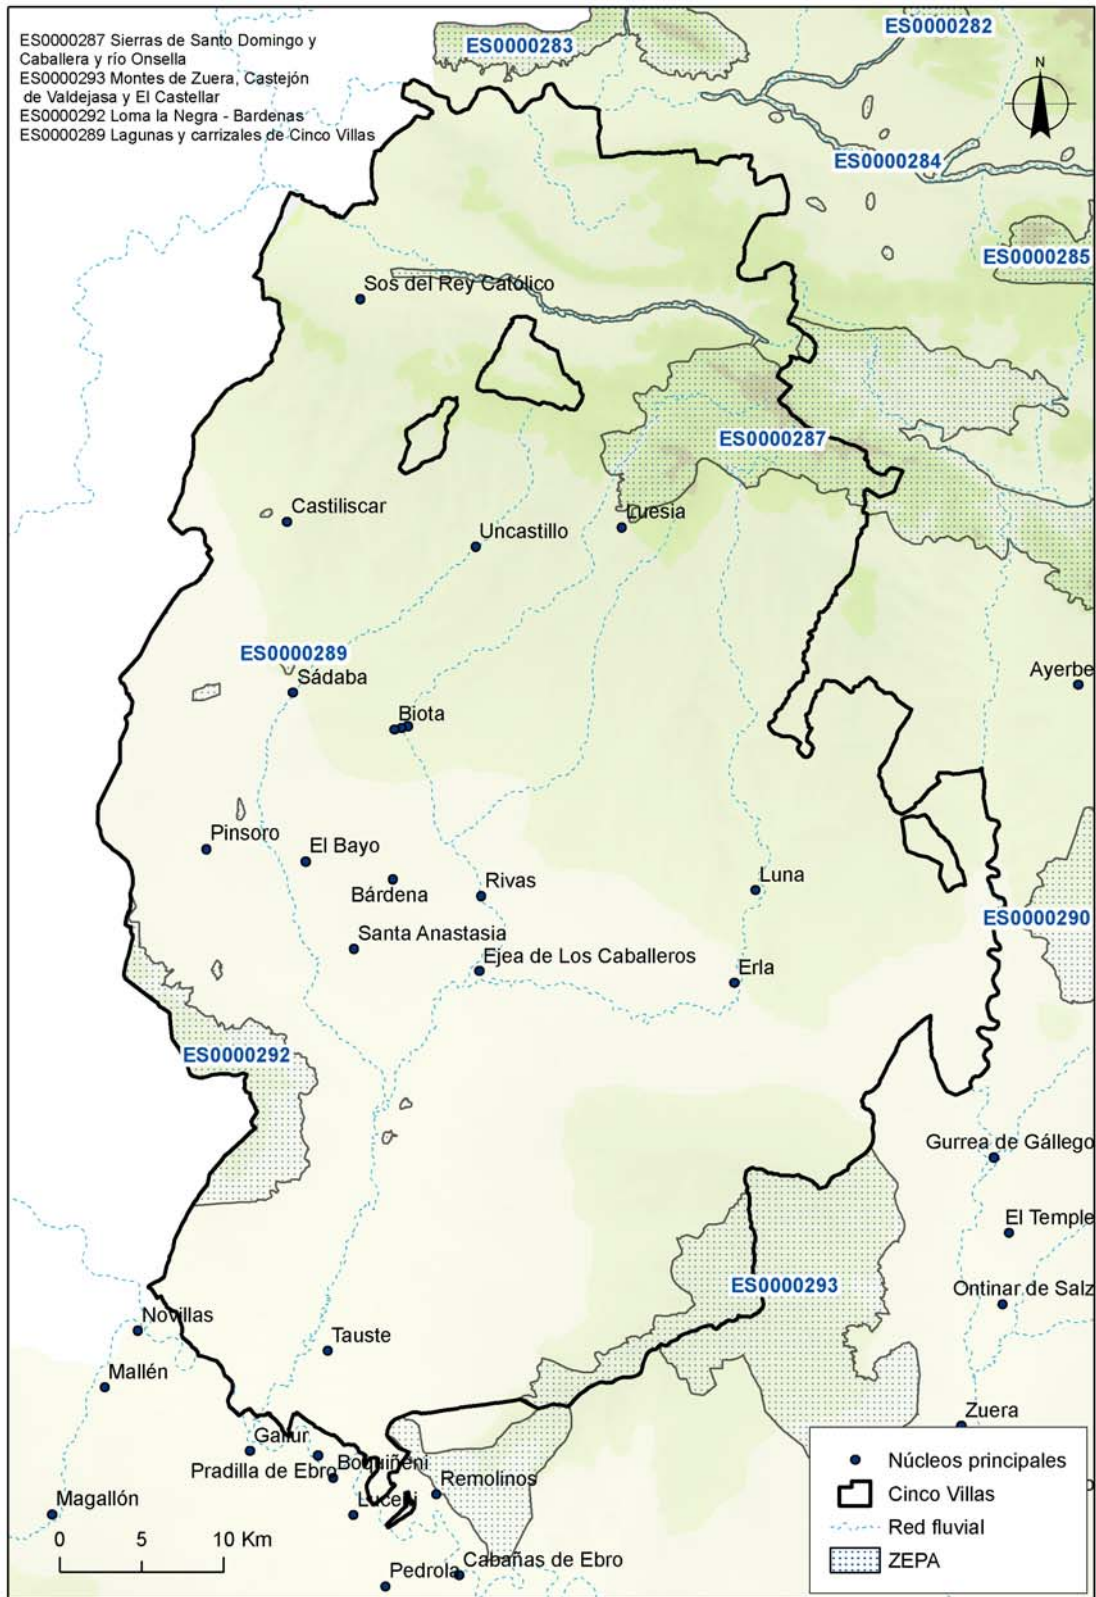 ES0000287 Sierras de Santo Domingo y
Caballera y río Onsella
ES0000293 Montes de Zuera, Castejón
de Valdejasa y El Castellar
ES0000292 Loma la Negra - Bardenas
ES0000289 Lagunas y carrizales de Cinco Villas
ES0000283
ES0000282
N
ES0000284
ES0000285
Sos del Rey Católico
ES0000287
Castiliscar
Uncastillo
Luesia
ES0000289
Sádaba
Ayerbe
Biota
Pinsoro
El Bayo
Bárdena
Rivas
Luna
ES0000290
Santa Anastasia
Ejea de Los Caballeros
Erla
ES0000292
Gurrea de Gállego
El Temple
ES0000293
Ontinar de Salz
Novillas
Tauste
Mallén
Zuera
Gallur
Pradilla de Ebro
Boquiñeni
Remolinos
Magallón
Luceni
0 5 10 Km
Pedrola
Cabañas de Ebro
Núcleos principales
Cinco Villas
Red fluvial
ZEPA